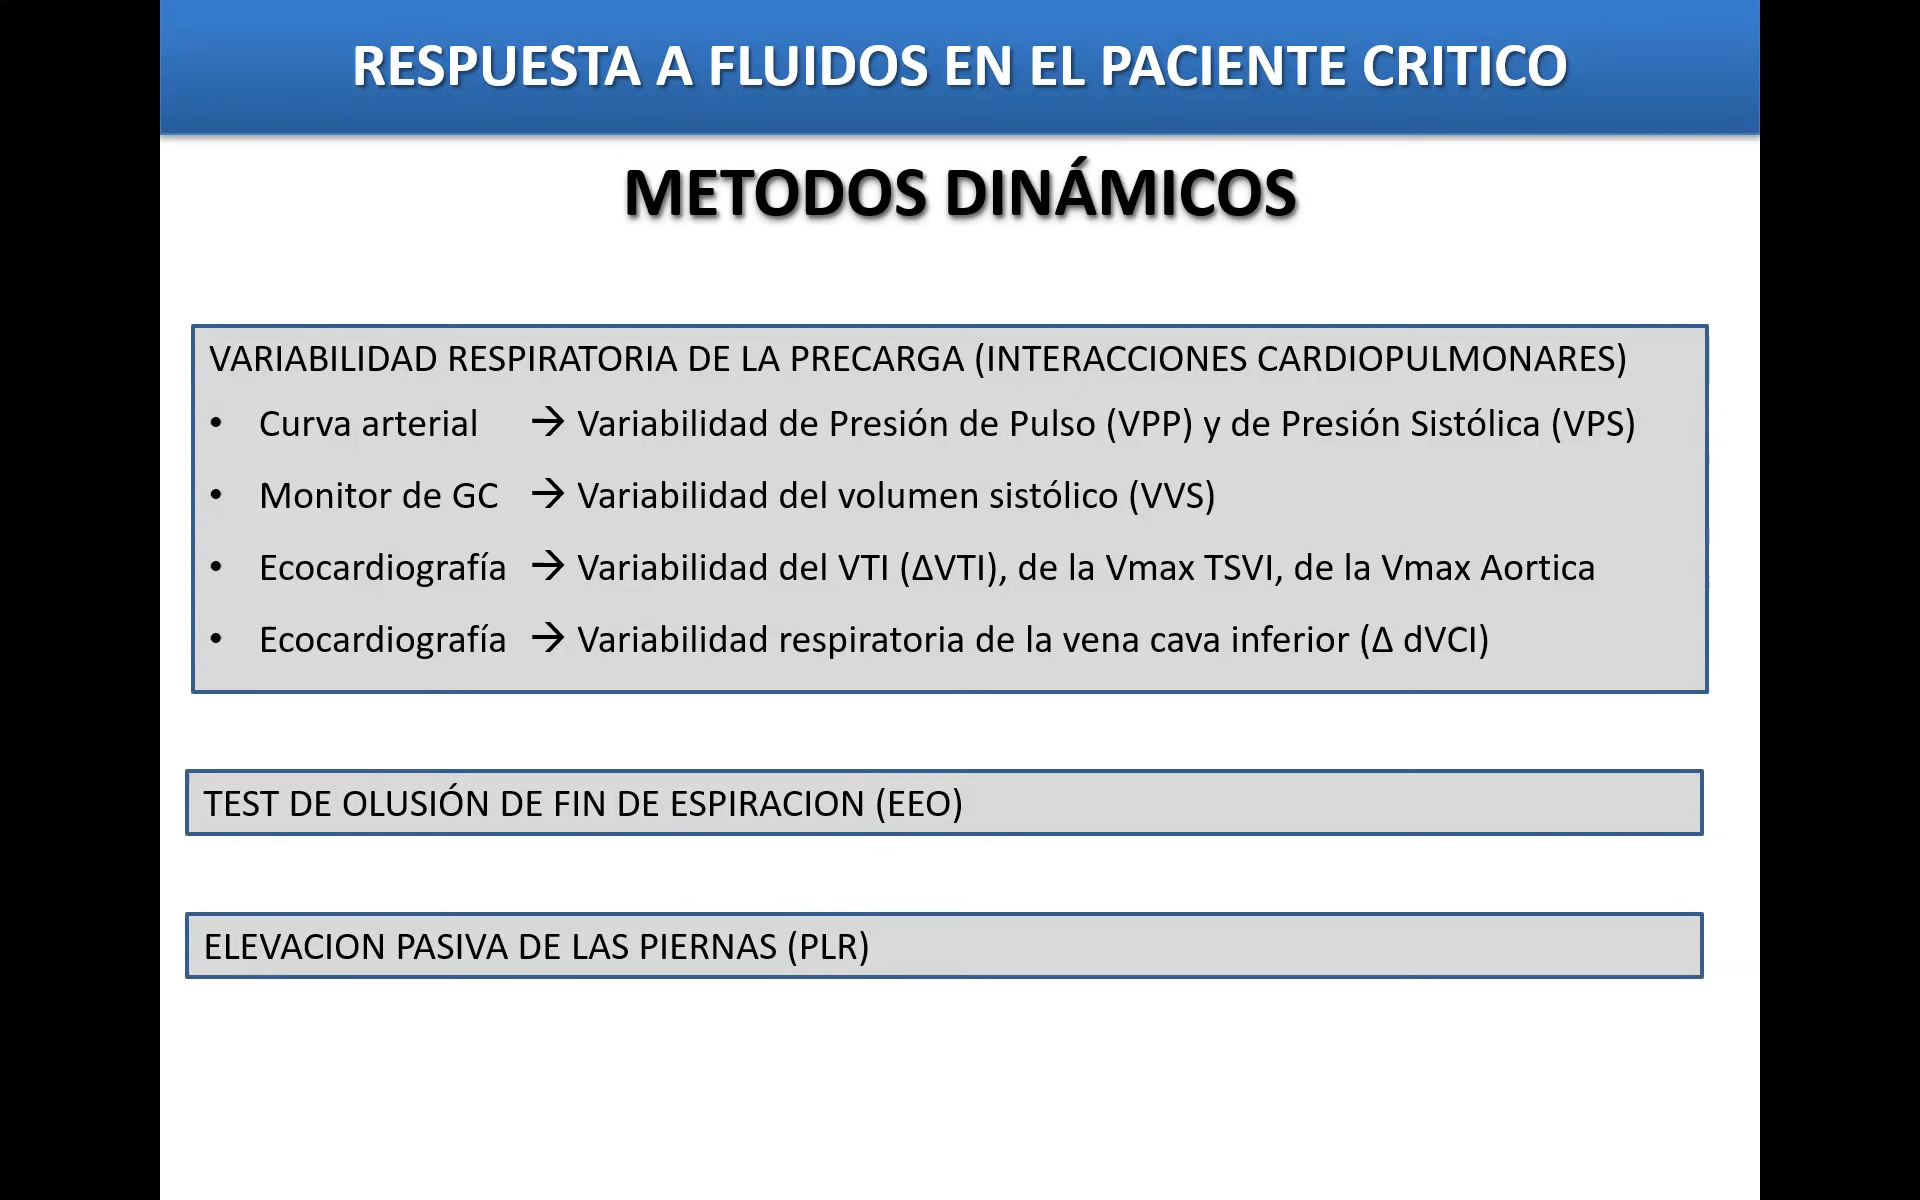 RESPUESTA A FLUIDOS EN EL PACIENTE CRITICO
METODOS DINÁMICOS
VARIABILIDAD RESPIRATORIA DE LA PRECARGA (INTERACCIONES CARDIOPULMONARES)
• Curva arterial → Variabilidad de Presión de Pulso (VPP) y de Presión Sistólica (VPS)
• Monitor de GC → Variabilidad del volumen sistólico (VVS)
• Ecocardiografía → Variabilidad del VTI (ΔVTI), de la Vmax TSVI, de la Vmax Aortica
• Ecocardiografía → Variabilidad respiratoria de la vena cava inferior (Δ dVCI)
TEST DE OLUSIÓN DE FIN DE ESPIRACION (EEO)
ELEVACION PASIVA DE LAS PIERNAS (PLR)